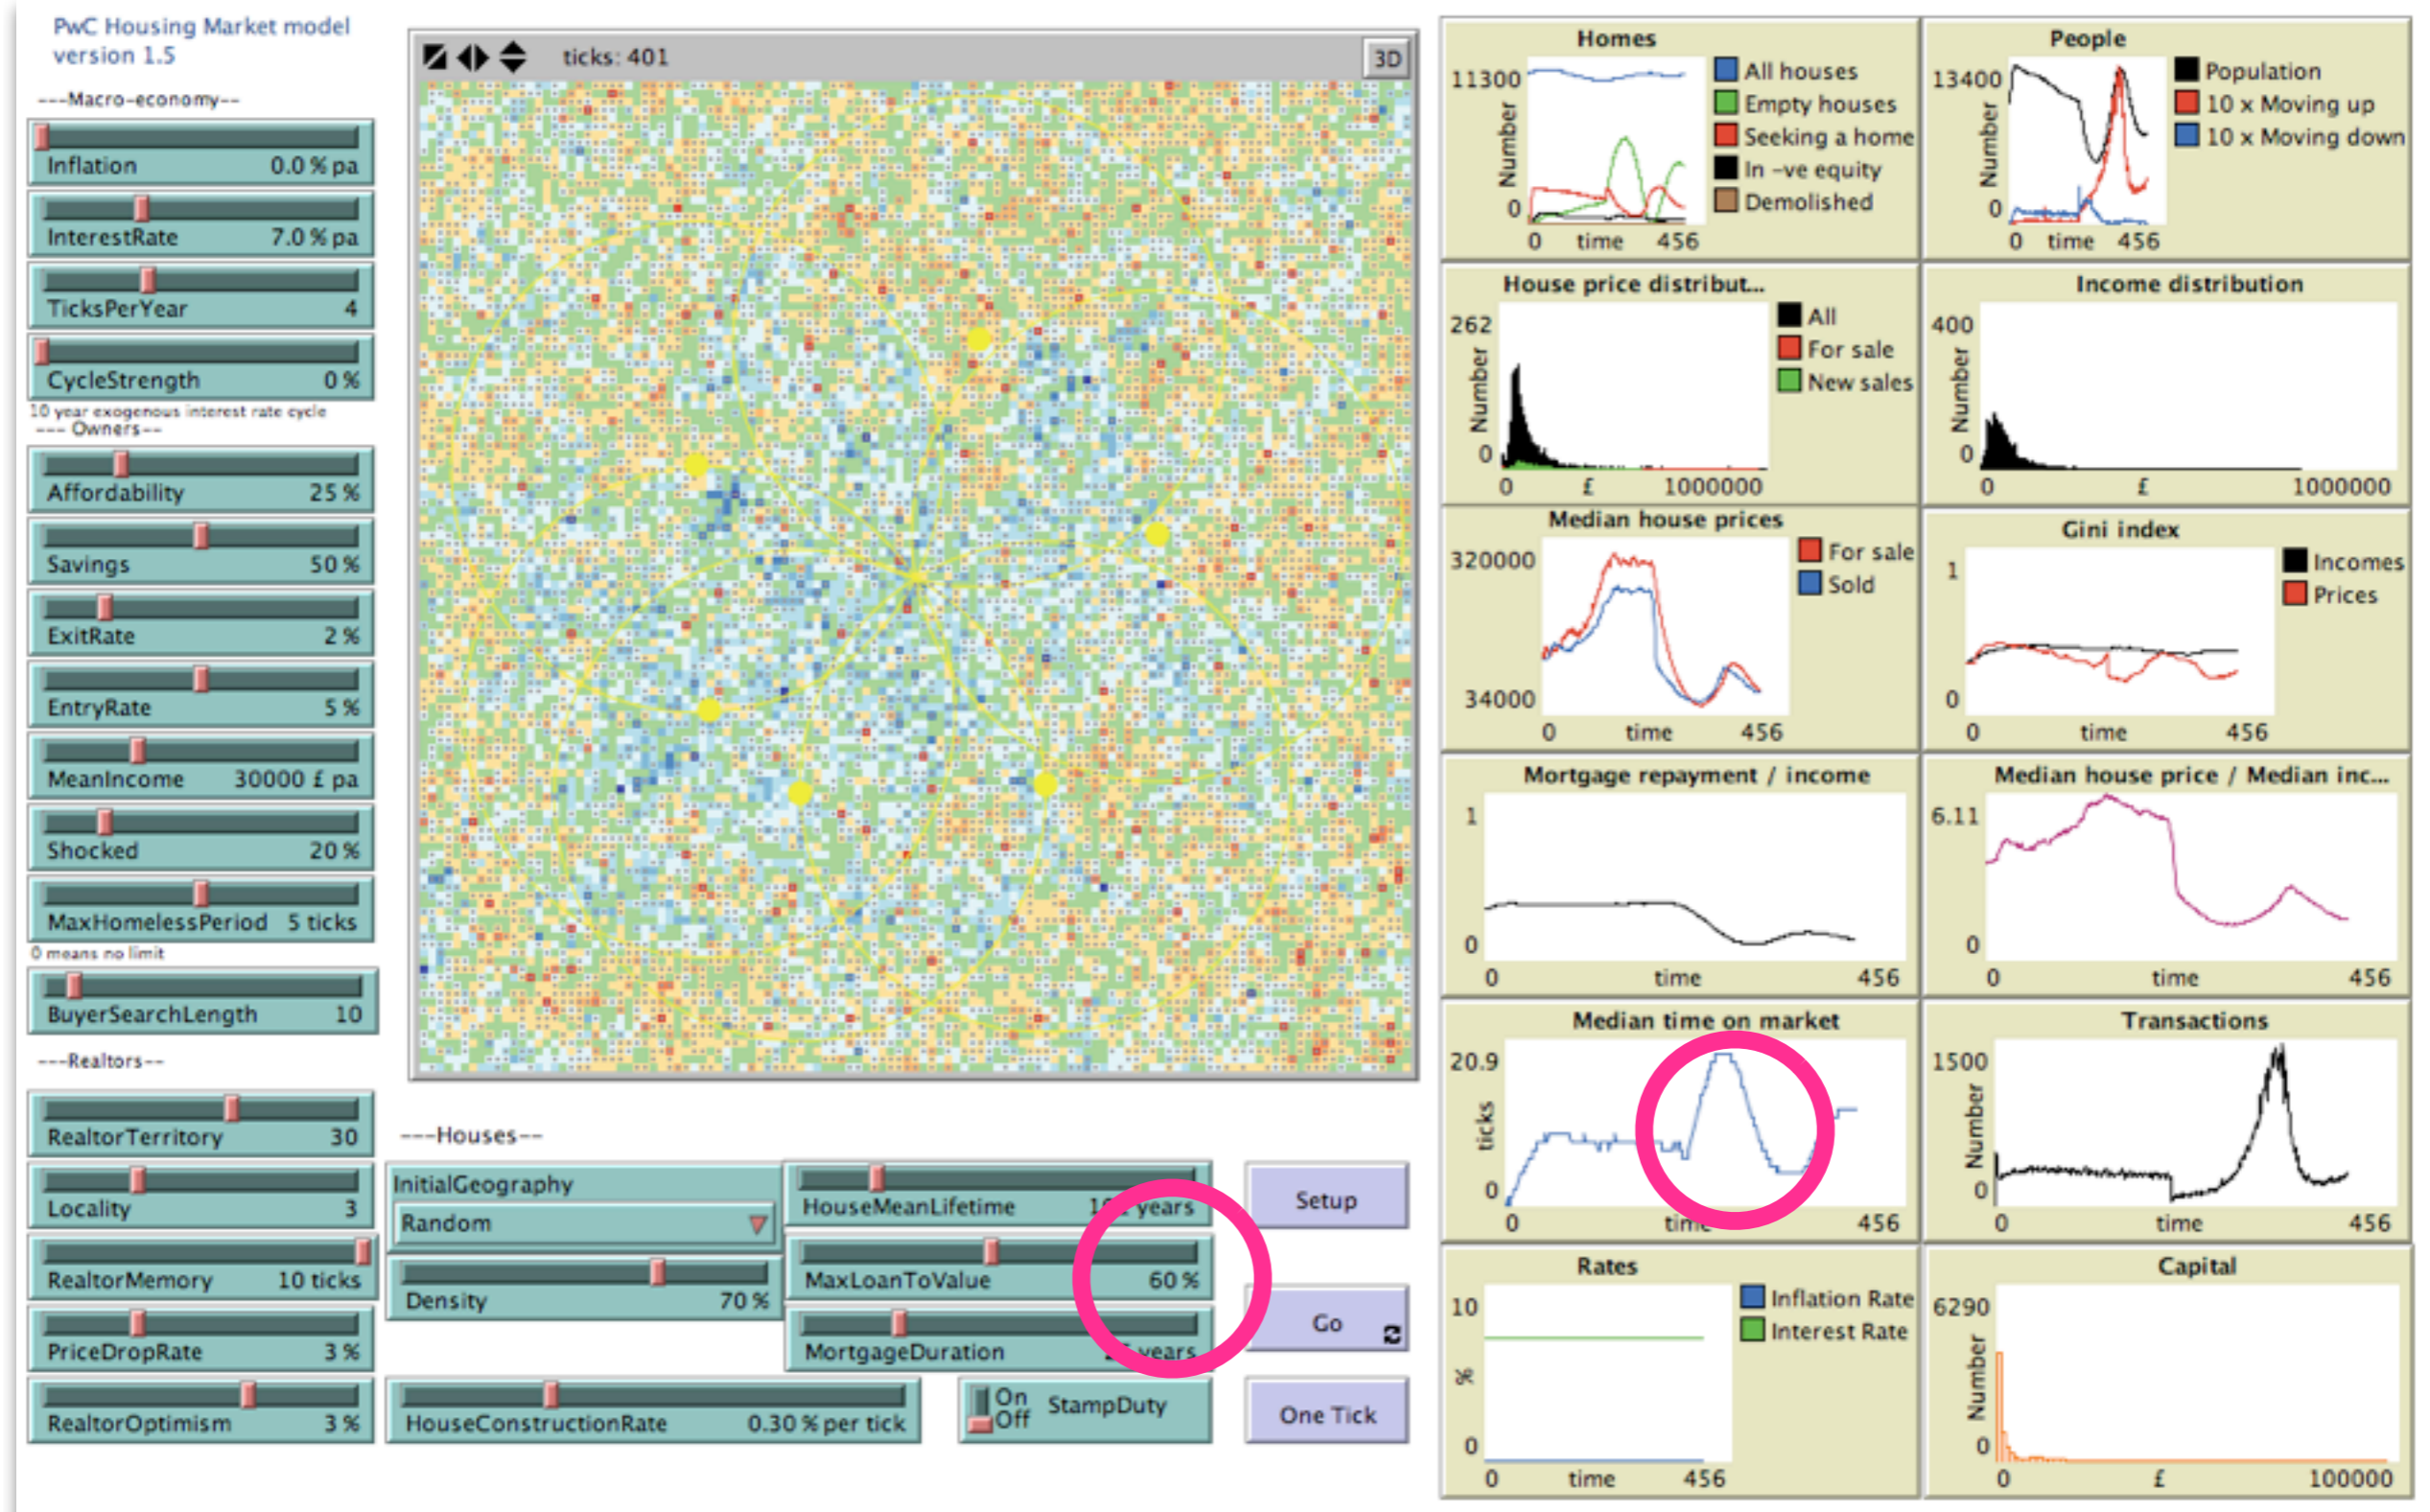 PwC Housing Market model
version 1.5
---Macro-economy--
Inflation 0.0 % pa
InterestRate 7.0 % pa
TicksPerYear 4
CycleStrength 0 %
10 year exogenous interest rate cycle
--- Owners--
Affordability 25 %
Savings 50 %
ExitRate 2 %
EntryRate 5 %
MeanIncome 30000 £ pa
Shocked 20 %
MaxHomelessPeriod 5 ticks
0 means no limit
BuyerSearchLength 10
---Realtors--
RealtorTerritory 30
Locality 3
RealtorMemory 10 ticks
PriceDropRate 3 %
RealtorOptimism 3 %
ticks: 401
3D
---Houses--
InitialGeography
Random
Density 70 %
HouseMeanLifetime years
MaxLoanToValue 60 %
MortgageDuration years
HouseConstructionRate 0.30 % per tick
On
Off
StampDuty
Setup
Go
One Tick
Homes
11300
Number
0
0 time 456
All houses
Empty houses
Seeking a home
In -ve equity
Demolished
People
13400
Number
0
0 time 456
Population
10 x Moving up
10 x Moving down
House price distribut...
262
Number
0
0 £ 1000000
All
For sale
New sales
Income distribution
400
Number
0
0 £ 1000000
Median house prices
320000
34000
0 time 456
For sale
Sold
Gini index
1
0
0 time 456
Incomes
Prices
Mortgage repayment / income
1
0
0 time 456
Median house price / Median inc...
6.11
0
0 time 456
Median time on market
20.9
ticks
0
0 time 456
Transactions
1500
Number
0
0 time 456
Rates
10
%
0
0 time 456
Inflation Rate
Interest Rate
Capital
6290
Number
0
0 £ 100000